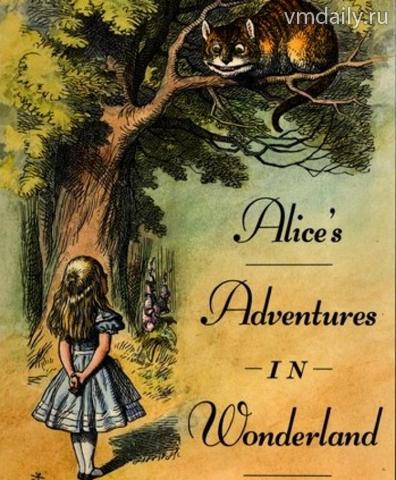 vmdaily.ru
Alice's
Adventures
IN
Wonderland